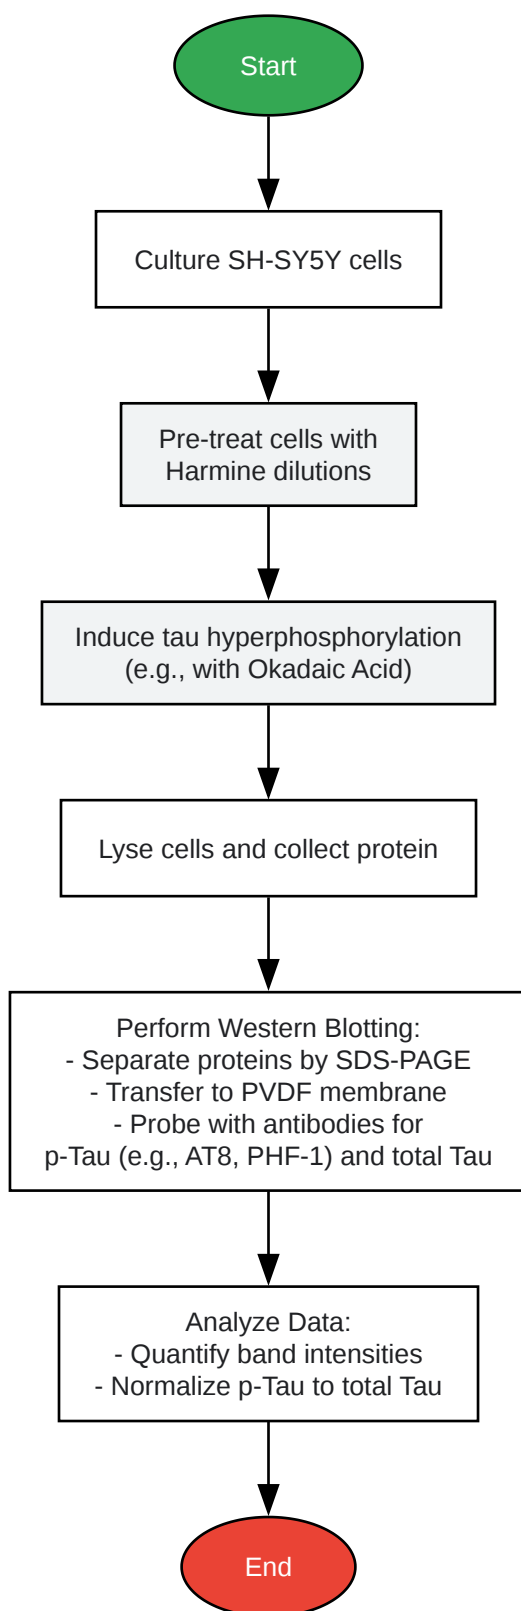 Start
Culture SH-SY5Y cells
Pre-treat cells with
Harmine dilutions
Induce tau hyperphosphorylation
(e.g., with Okadaic Acid)
Lyse cells and collect protein
Perform Western Blotting:
- Separate proteins by SDS-PAGE
- Transfer to PVDF membrane
- Probe with antibodies for
p-Tau (e.g., AT8, PHF-1) and total Tau
Analyze Data:
- Quantify band intensities
- Normalize p-Tau to total Tau
End